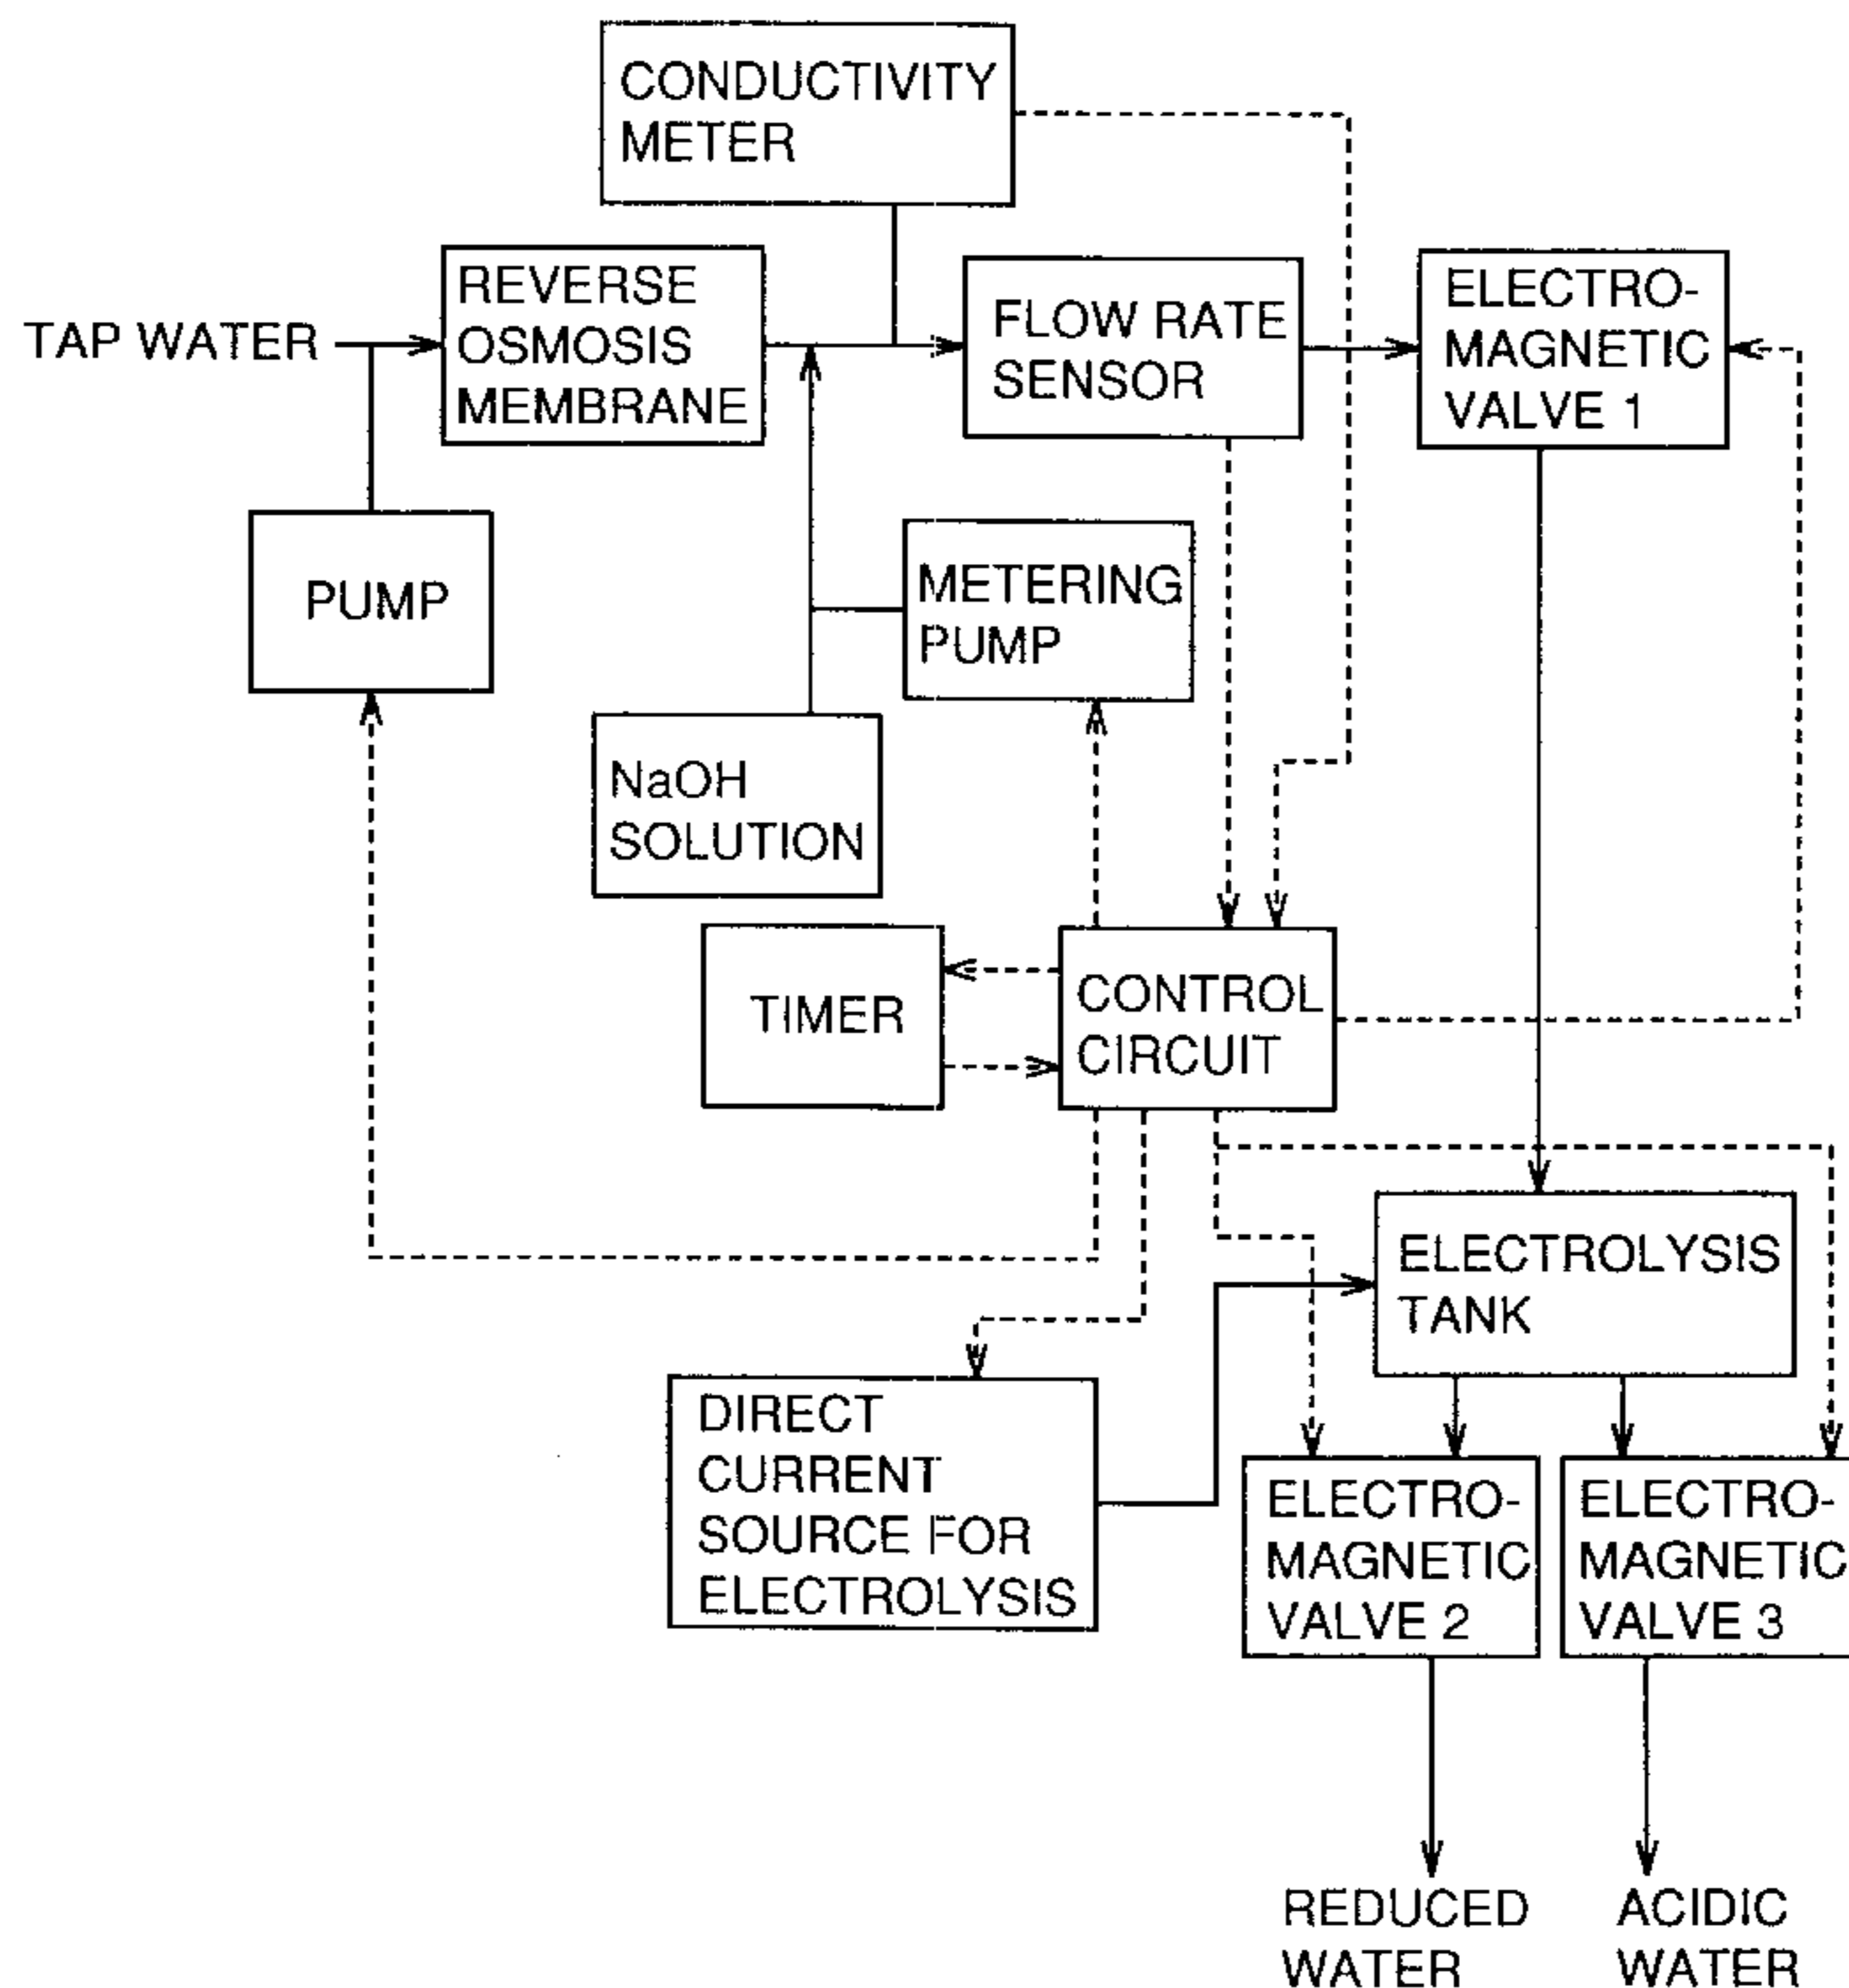 CONDUCTIVITY
METER
TAP WATER
REVERSE
OSMOSIS
MEMBRANE
FLOW RATE
SENSOR
ELECTRO-
MAGNETIC
VALVE 1
PUMP
METERING
PUMP
NaOH
SOLUTION
TIMER
CONTROL
CIRCUIT
ELECTROLYSIS
TANK
DIRECT
CURRENT
SOURCE FOR
ELECTROLYSIS
ELECTRO-
MAGNETIC
VALVE 2
ELECTRO-
MAGNETIC
VALVE 3
REDUCED
WATER
ACIDIC
WATER